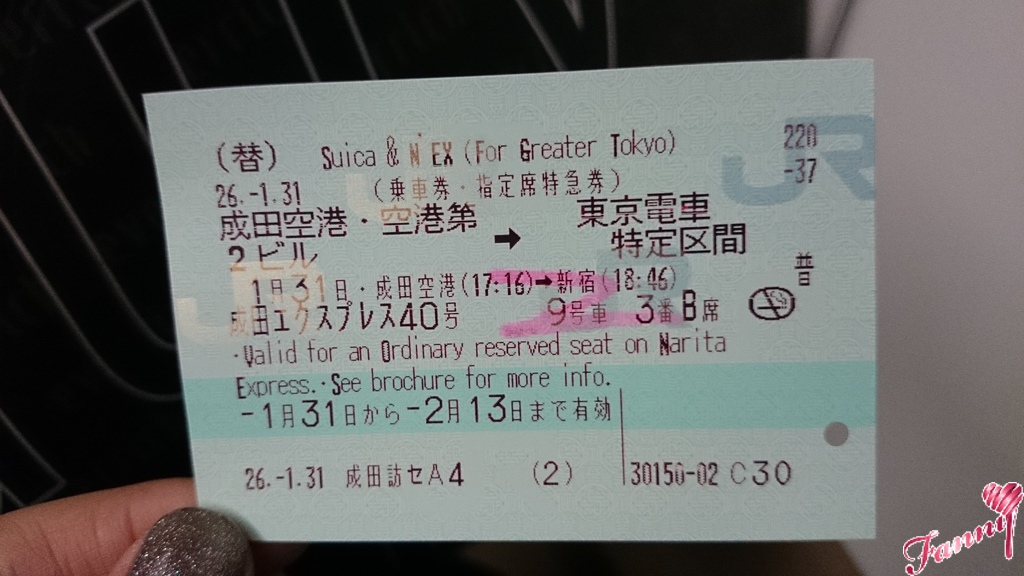 (替) Suica & N'EX (For Greater Tokyo) 220
26.-1.31 (乗車券・指定席特急券) -37
成田空港・空港第2ビル ➡ 東京電車特定区間
普
1月31日・成田空港(17:16)➡新宿(18:46)
成田エクスプレス40号 9号車 3番B席
・Valid for an Ordinary reserved seat on Narita
Express.・See brochure for more info.
-1月31日から-2月13日まで有効
26.-1.31 成田訪セA4 (2) 30150-02 C30
JR
Fanny